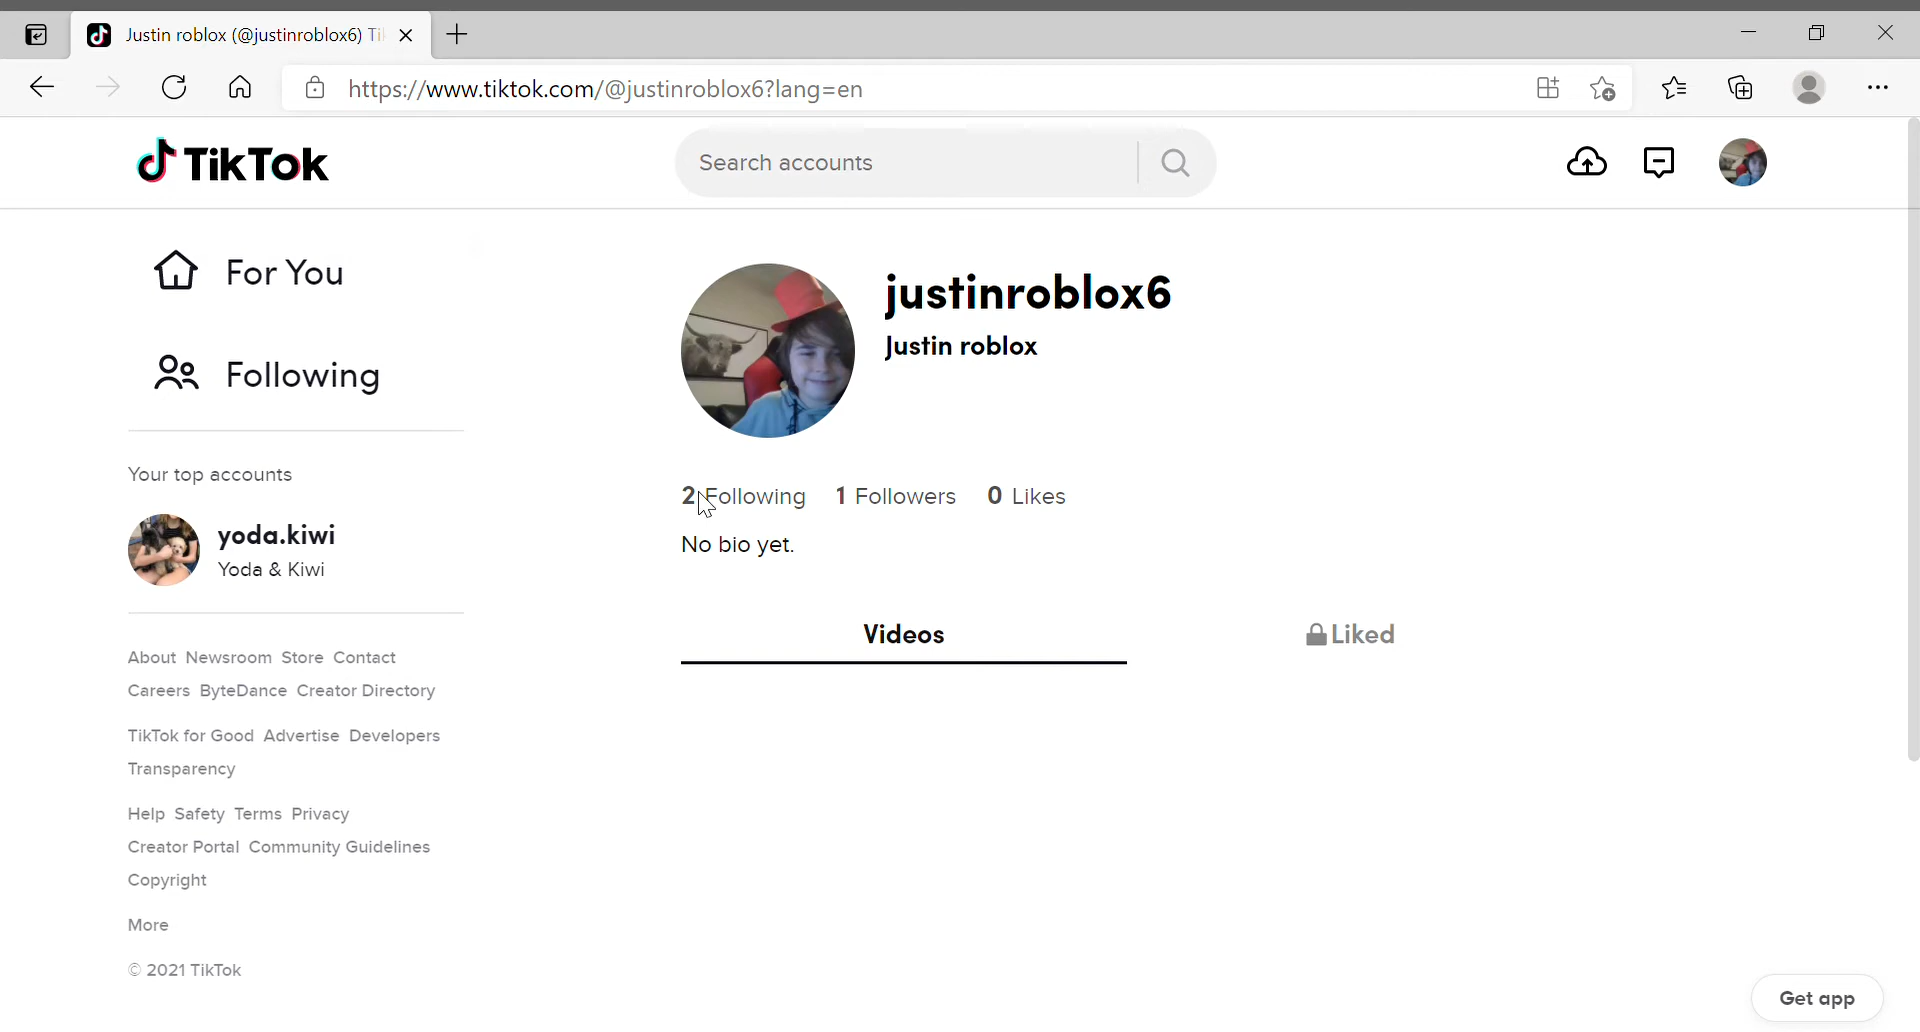 Justin roblox (@justinroblox6) Ti
https://www.tiktok.com/@justinroblox6?lang=en
TikTok
Search accounts
For You
Following
Your top accounts
yoda.kiwi
Yoda & Kiwi
About Newsroom Store Contact
Careers ByteDance Creator Directory
TikTok for Good Advertise Developers
Transparency
Help Safety Terms Privacy
Creator Portal Community Guidelines
Copyright
More
© 2021 TikTok
justinroblox6
Justin roblox
2 Following 1 Followers 0 Likes
No bio yet.
Videos Liked
Get app